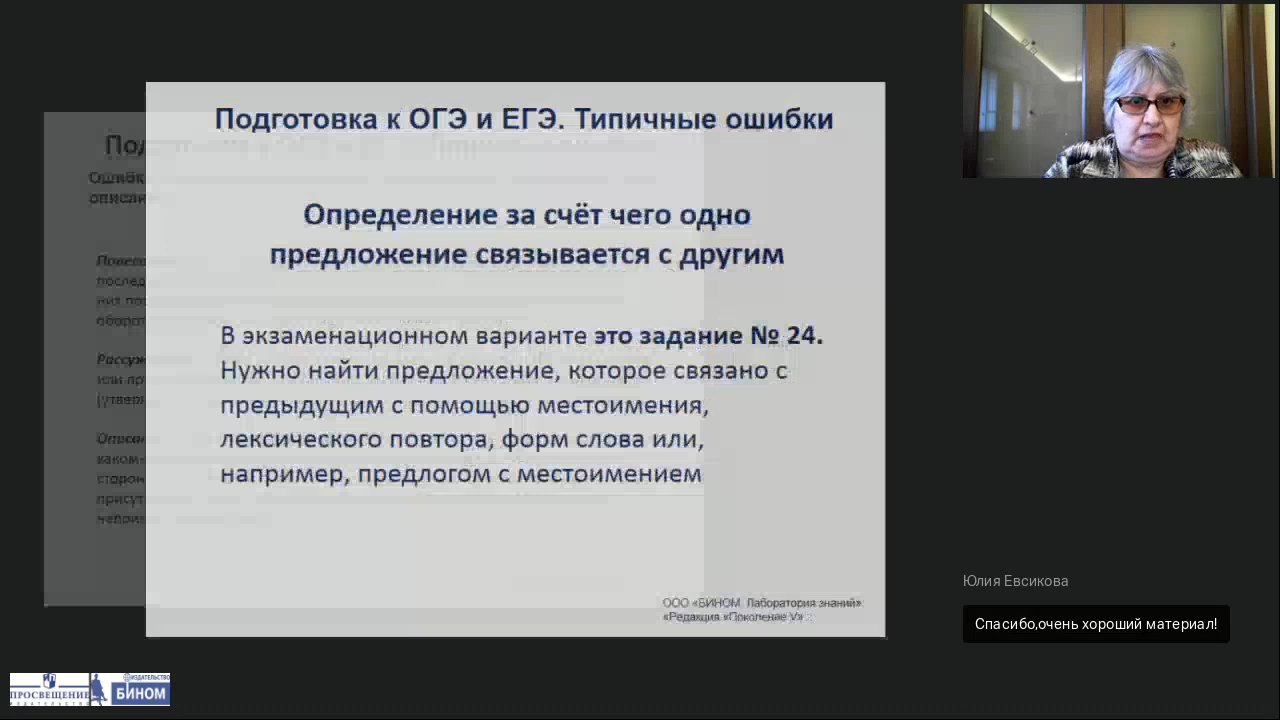 Подготовка к ОГЭ и ЕГЭ. Типичные ошибки
Определение за счёт чего одно
предложение связывается с другим
В экзаменационном варианте это задание № 24.
Нужно найти предложение, которое связано с
предыдущим с помощью местоимения,
лексического повтора, форм слова или,
например, предлогом с местоимением
ООО «БИНОМ. Лаборатория знаний»
«Редакция «Поколение V»
Юлия Евсикова
Спасибо,очень хороший материал!
ПРОСВЕЩЕНИЕ
ИЗДАТЕЛЬСТВО
ИЗДАТЕЛЬСТВО
БИНОМ